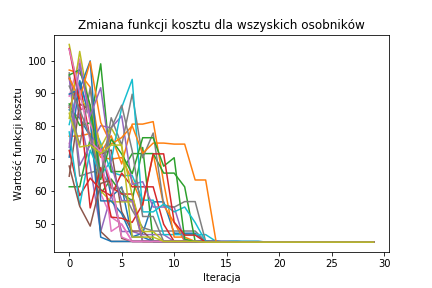 Zmiana funkcji kosztu dla wszyskich osobników
Wartość funkcji kosztu
100
90
80
70
60
50
0 5 10 15 20 25 30
Iteracja